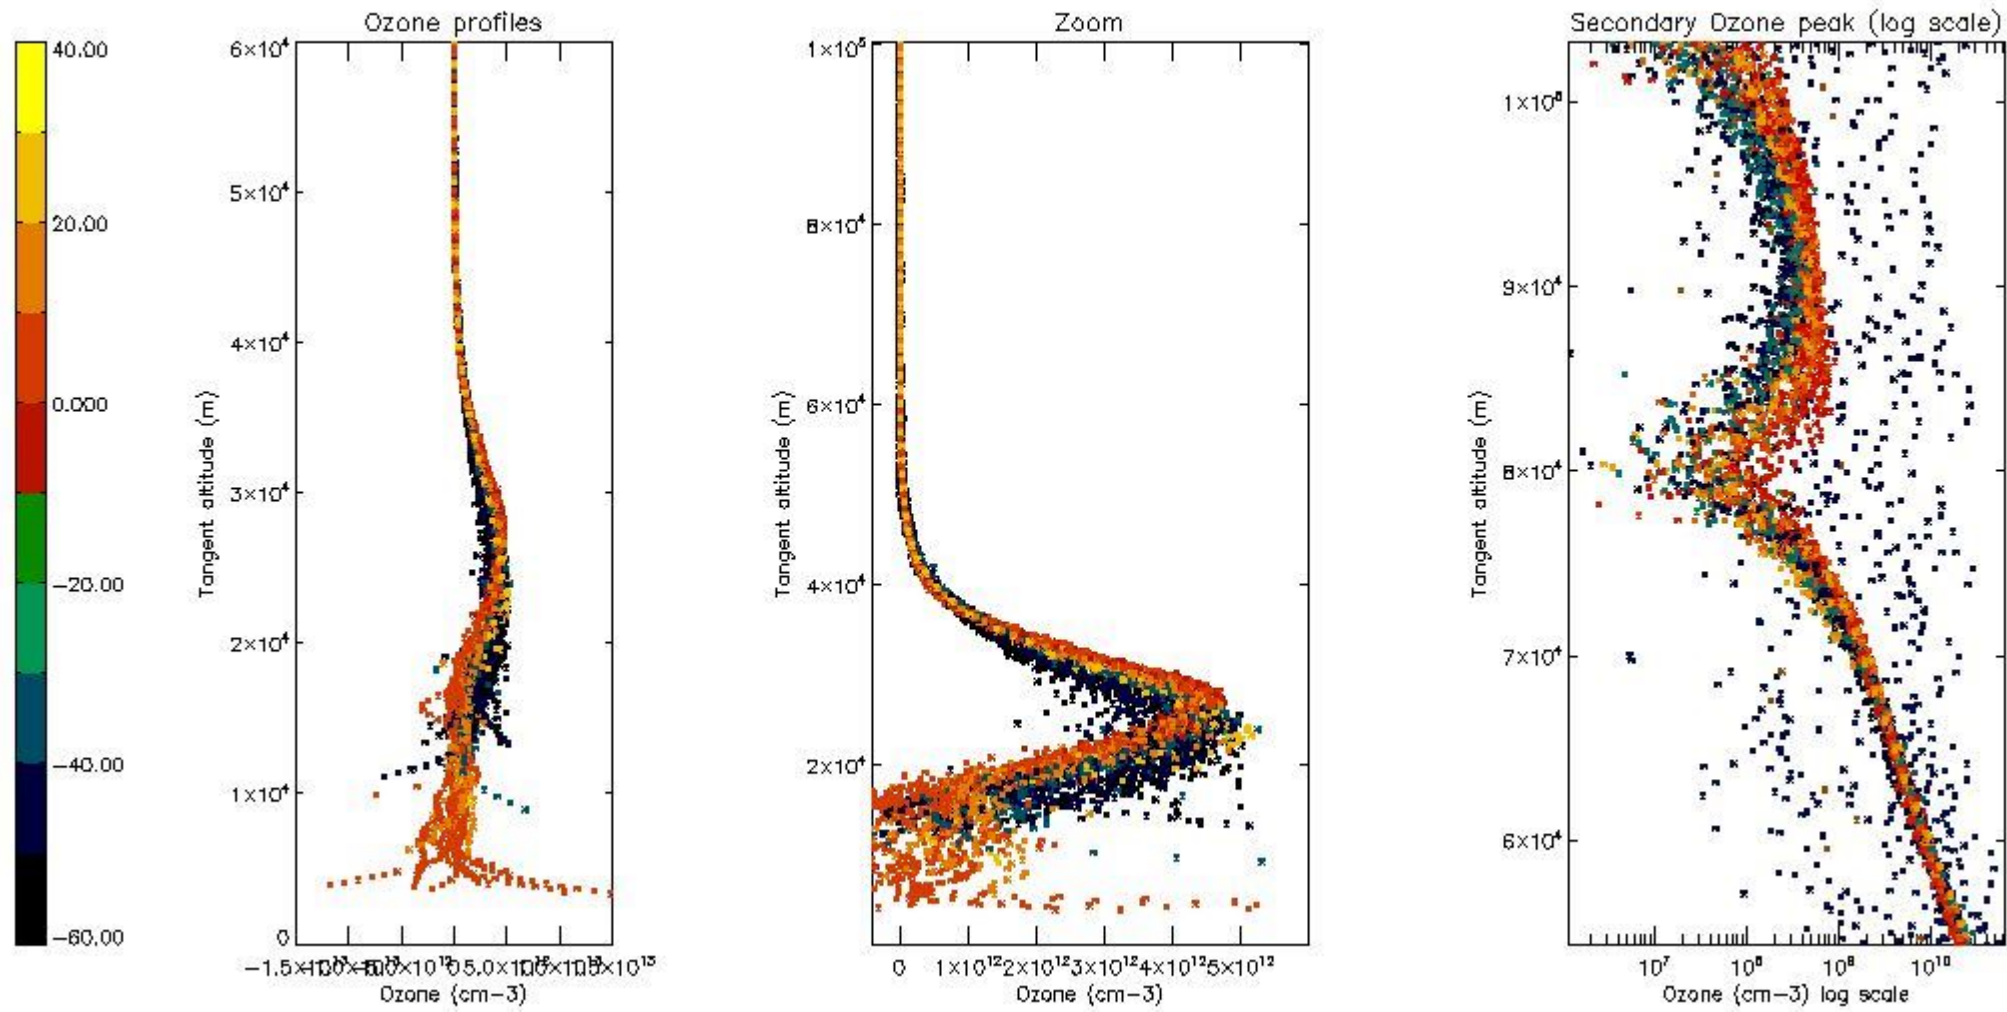 Ozone profiles
Zoom
Secondary Ozone peak (log scale)
40.00
20.00
0.000
−20.00
−40.00
−60.00
6×10⁴
5×10⁴
4×10⁴
3×10⁴
2×10⁴
1×10⁴
0
Tangent altitude (m)
Ozone (cm−3)
1×10⁵
8×10⁴
6×10⁴
4×10⁴
2×10⁴
Tangent altitude (m)
0 1×10¹² 2×10¹² 3×10¹² 4×10¹² 5×10¹²
Ozone (cm−3)
9×10⁴
8×10⁴
7×10⁴
6×10⁴
Tangent altitude (m)
10⁷ 10⁸ 10⁹ 10¹⁰
Ozone (cm−3) log scale